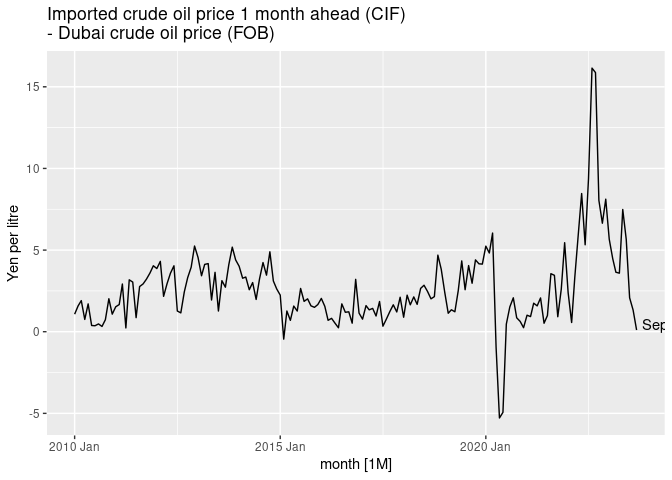 Imported crude oil price 1 month ahead (CIF)
- Dubai crude oil price (FOB)
15
10
5
0
-5
Yen per litre
Sep
2010 Jan
2015 Jan
2020 Jan
month [1M]